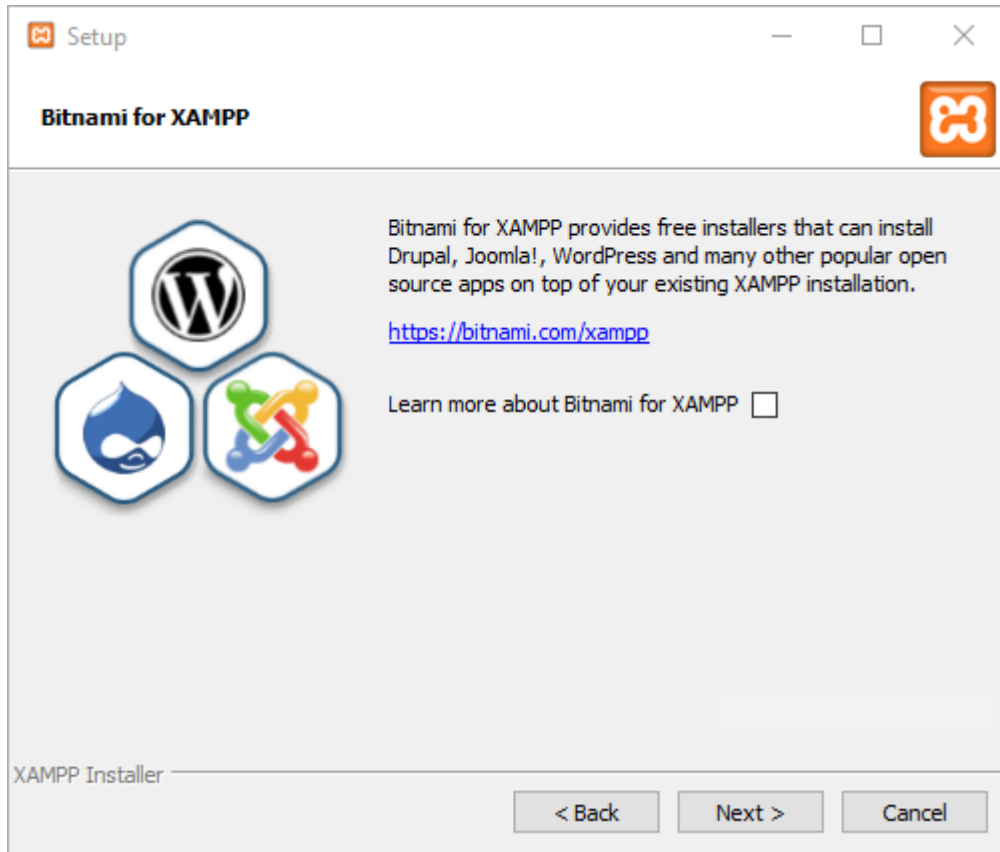 Setup
Bitnami for XAMPP
Bitnami for XAMPP provides free installers that can install
Drupal, Joomla!, WordPress and many other popular open
source apps on top of your existing XAMPP installation.
https://bitnami.com/xampp
Learn more about Bitnami for XAMPP
XAMPP Installer
< Back Next > Cancel